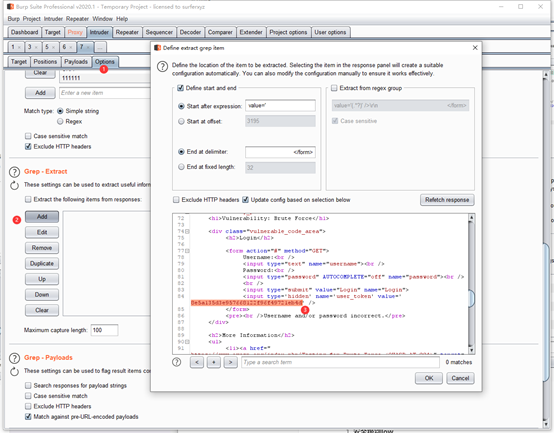 Burp Suite Professional v2020.1 - Temporary Project - licensed to surferxyz
Burp Project Intruder Repeater Window Help
Dashboard Target Proxy Intruder Repeater Sequencer Decoder Comparer Extender Project options User options
1 × 3 × 5 × 6 × 7 × ...
Target Positions Payloads Options
1
Clear
111111
Add Enter a new item
Match type: Simple string
Regex
Case sensitive match
Exclude HTTP headers
Grep - Extract
These settings can be used to extract useful infor
Extract the following items from responses:
2
Add
Edit
Remove
Duplicate
Up
Down
Clear
Maximum capture length: 100
Grep - Payloads
These settings can be used to flag result items con
Search responses for payload strings
Case sensitive match
Exclude HTTP headers
Match against pre-URL-encoded payloads
Define extract grep item
Define the location of the item to be extracted. Selecting the item in the response panel will create a suitable
configuration automatically. You can also modify the configuration manually to ensure it works effectively.
Define start and end
Extract from regex group
Start after expression: value='
Start at offset: 3195
End at delimiter: </form>
End at fixed length: 32
Case sensitive
Exclude HTTP headers Update config based on selection below Refetch response
72
73 <h1>Vulnerability: Brute Force</h1>
74 <div class="vulnerable_code_area">
75 <h2>Login</h2>
77 <form action="#" method="GET">
78 Username:<br />
79 <input type="text" name="username"><br />
80 Password:<br />
81 <input type="password" AUTOCOMPLETE="off" name="password"><br />
82 <br />
83 <input type="submit" value="Login" name="Login">
84 <input type='hidden' name='user_token' value='
/>
3
85 </form>
86 <pre><br />Username and/or password incorrect.</pre>
87 </div>
89 <h2>More Information</h2>
90 <ul>
91 <li><a href="
< + > Type a search term 0 matches
OK Cancel